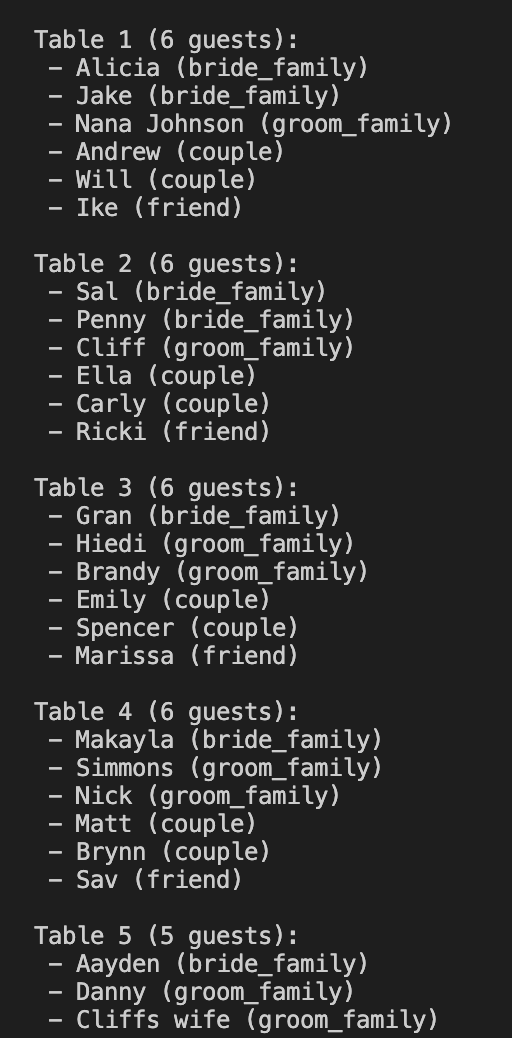 Table 1 (6 guests):
– Alicia (bride_family)
– Jake (bride_family)
– Nana Johnson (groom_family)
– Andrew (couple)
– Will (couple)
– Ike (friend)
Table 2 (6 guests):
– Sal (bride_family)
– Penny (bride_family)
– Cliff (groom_family)
– Ella (couple)
– Carly (couple)
– Ricki (friend)
Table 3 (6 guests):
– Gran (bride_family)
– Hiedi (groom_family)
– Brandy (groom_family)
– Emily (couple)
– Spencer (couple)
– Marissa (friend)
Table 4 (6 guests):
– Makayla (bride_family)
– Simmons (groom_family)
– Nick (groom_family)
– Matt (couple)
– Brynn (couple)
– Sav (friend)
Table 5 (5 guests):
– Aayden (bride_family)
– Danny (groom_family)
– Cliffs wife (groom_family)